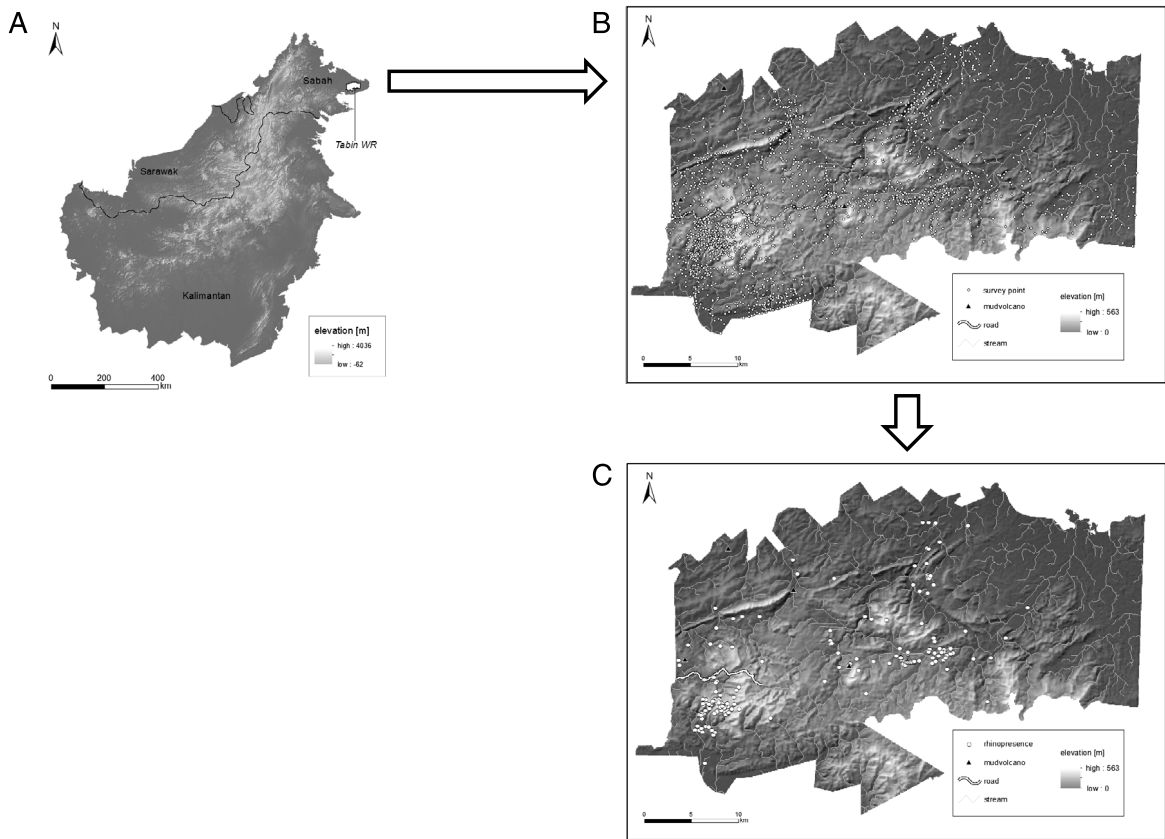 A
N
Sabah
Tabin WR
Sarawak
Kalimantan
elevation [m]
high : 4036
low : -62
0 200 400
km
B
N
survey point
mudvolcano
road
stream
elevation [m]
high : 563
low : 0
0 5 10
km
C
N
rhinopresence
mudvolcano
road
stream
elevation [m]
high : 563
low : 0
0 5 10
km